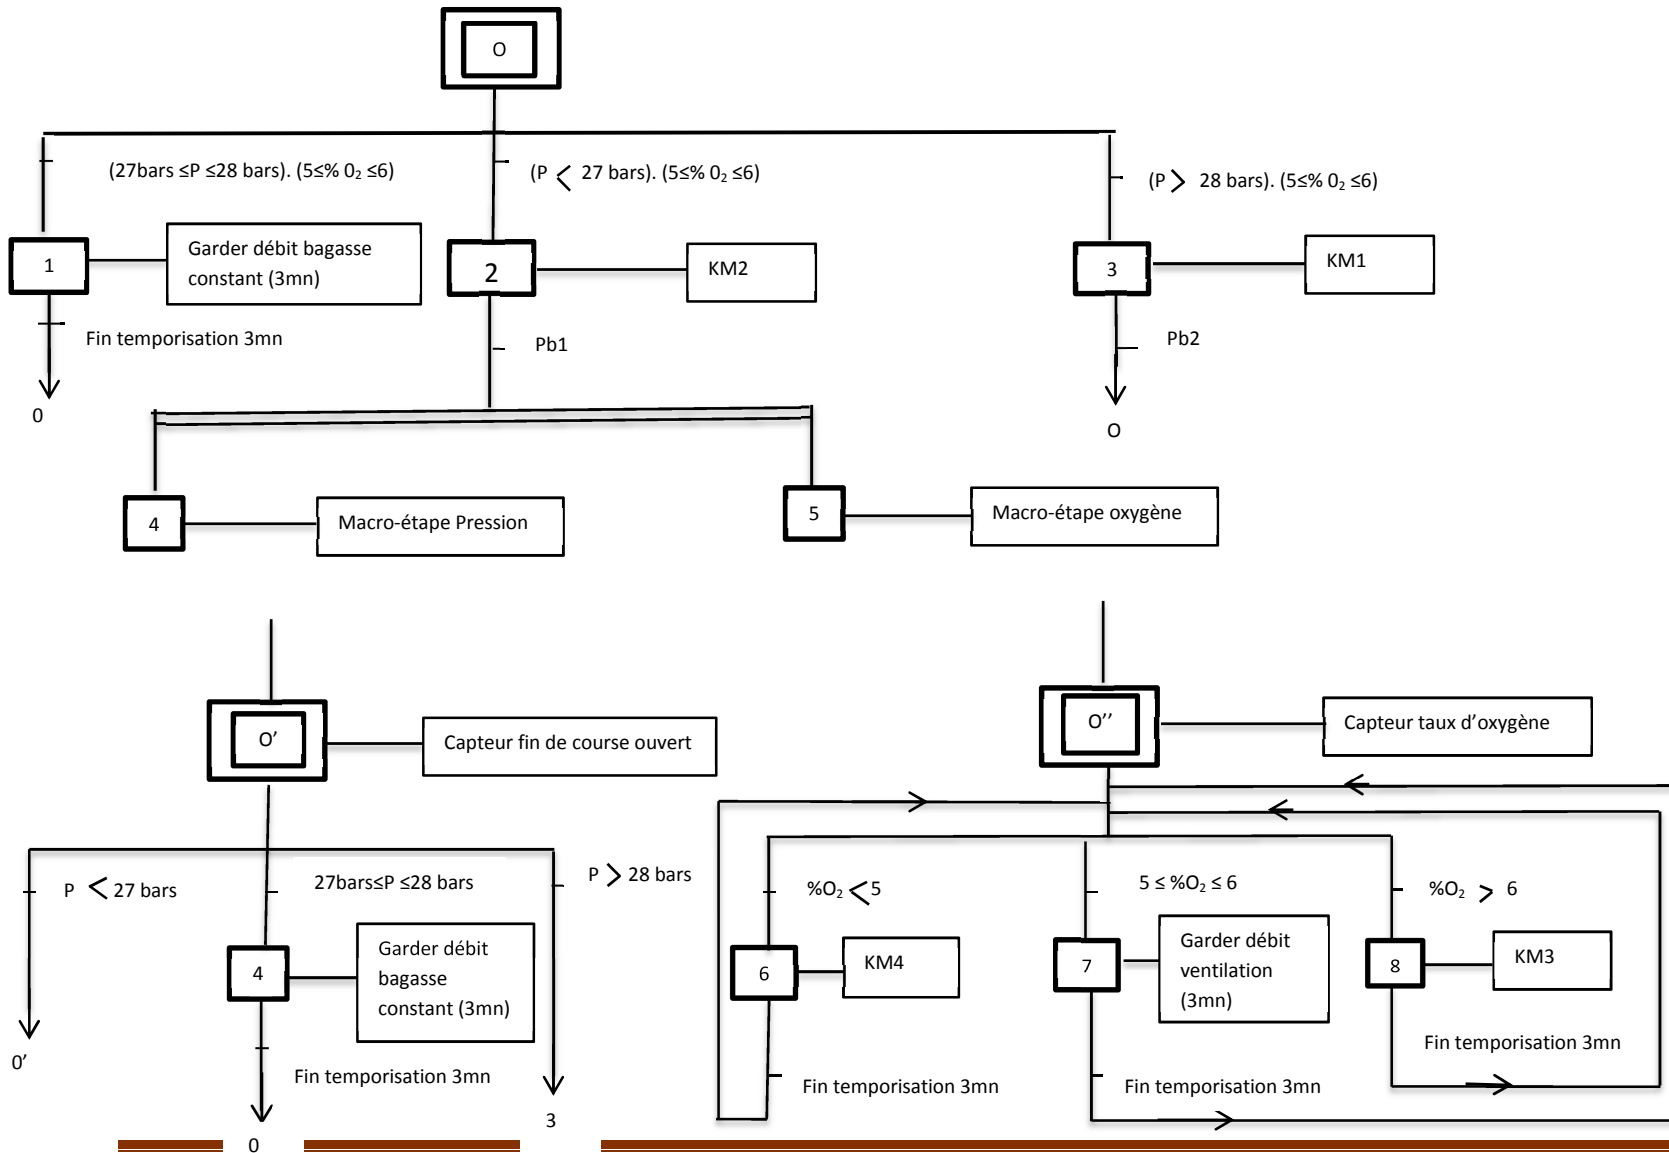 O
(27bars ≤P ≤28 bars). (5≤% 0₂ ≤6)
(P < 27 bars). (5≤% 0₂ ≤6)
(P > 28 bars). (5≤% 0₂ ≤6)
1
Garder débit bagasse
constant (3mn)
2
KM2
3
KM1
Fin temporisation 3mn
Pb1
Pb2
0
O
4
Macro-étape Pression
5
Macro-étape oxygène
O'
Capteur fin de course ouvert
O''
Capteur taux d'oxygène
P < 27 bars
27bars≤P ≤28 bars
P > 28 bars
%O₂ < 5
5 ≤ %O₂ ≤ 6
%O₂ > 6
4
Garder débit
bagasse
constant (3mn)
6
KM4
7
Garder débit
ventilation
(3mn)
8
KM3
0'
Fin temporisation 3mn
3
0
Fin temporisation 3mn
Fin temporisation 3mn
Fin temporisation 3mn